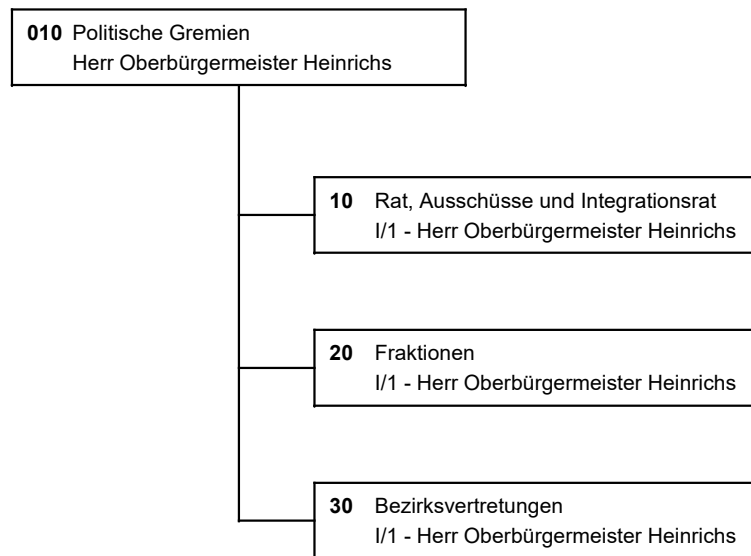 010 Politische Gremien
Herr Oberbürgermeister Heinrichs
10 Rat, Ausschüsse und Integrationsrat
I/1 - Herr Oberbürgermeister Heinrichs
20 Fraktionen
I/1 - Herr Oberbürgermeister Heinrichs
30 Bezirksvertretungen
I/1 - Herr Oberbürgermeister Heinrichs